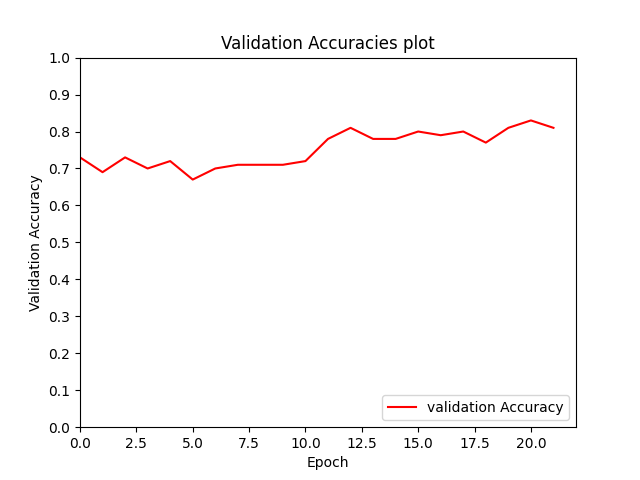 Validation Accuracies plot
1.0
0.9
0.8
0.7
0.6
0.5
0.4
0.3
0.2
0.1
0.0
Validation Accuracy
validation Accuracy
0.0 2.5 5.0 7.5 10.0 12.5 15.0 17.5 20.0
Epoch